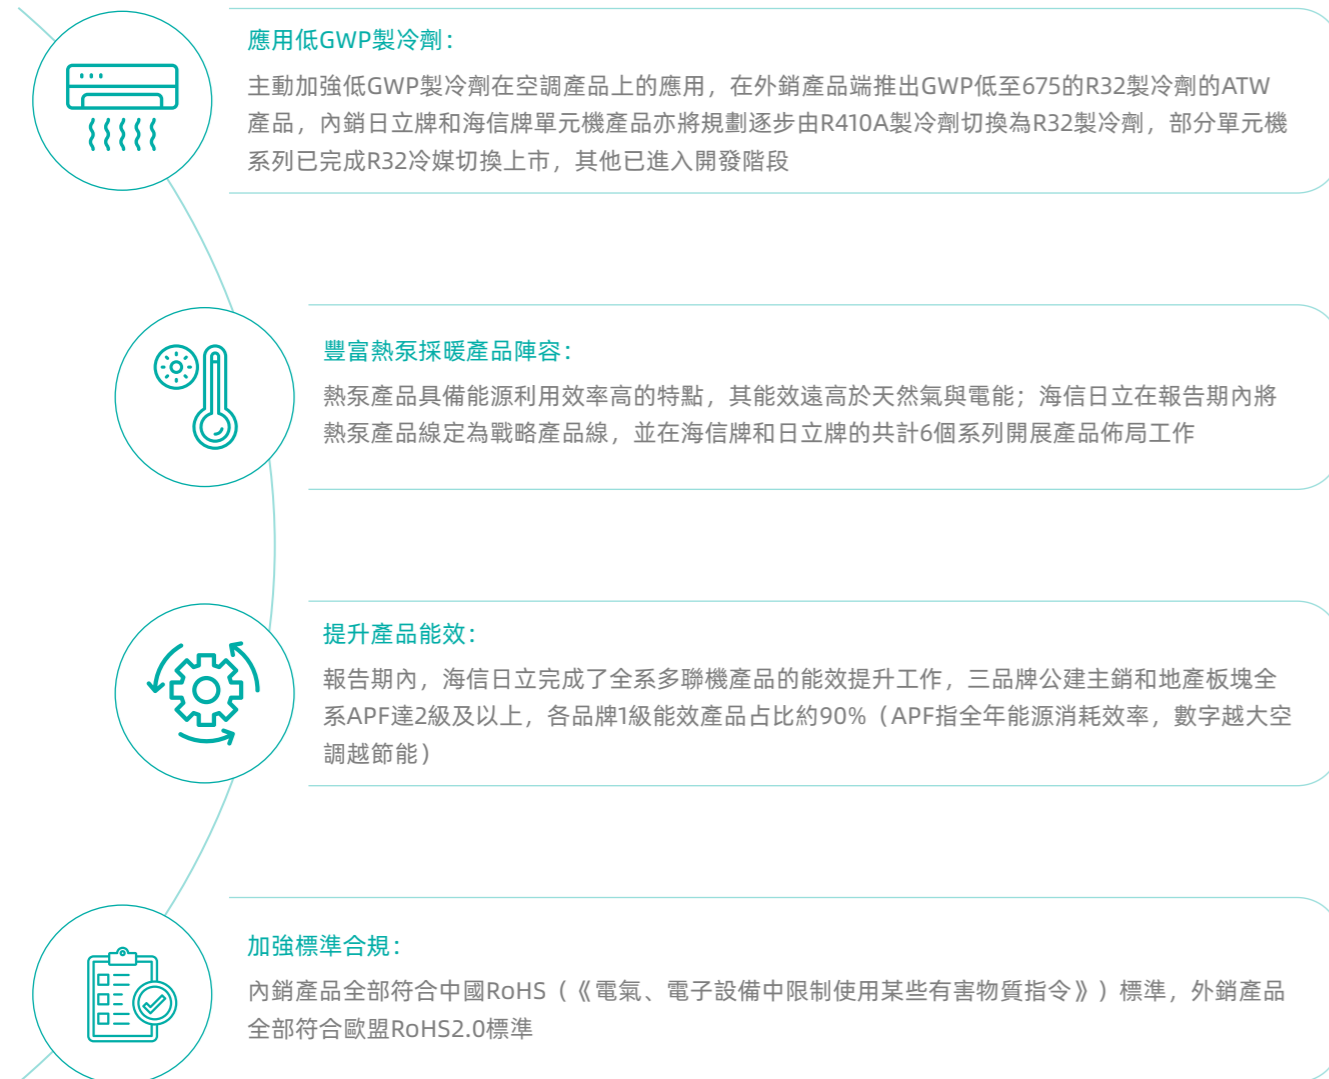 應用低GWP製冷劑：
主動加強低GWP製冷劑在空調產品上的應用，在外銷產品端推出GWP低至675的R32製冷劑的ATW
產品，內銷日立牌和海信牌單元機產品亦將規劃逐步由R410A製冷劑切換為R32製冷劑，部分單元機
系列已完成R32冷媒切換上市，其他已進入開發階段
豐富熱泵採暖產品陣容：
熱泵產品具備能源利用效率高的特點，其能效遠高於天然氣與電能；海信日立在報告期內將
熱泵產品線定為戰略產品線，並在海信牌和日立牌的共計6個系列開展產品佈局工作
提升產品能效：
報告期內，海信日立完成了全系多聯機產品的能效提升工作，三品牌公建主銷和地產板塊全
系APF達2級及以上，各品牌1級能效產品占比約90%（APF指全年能源消耗效率，數字越大空
調越節能）
加強標準合規：
內銷產品全部符合中國RoHS（《電氣、電子設備中限制使用某些有害物質指令》）標準，外銷產品
全部符合歐盟RoHS2.0標準